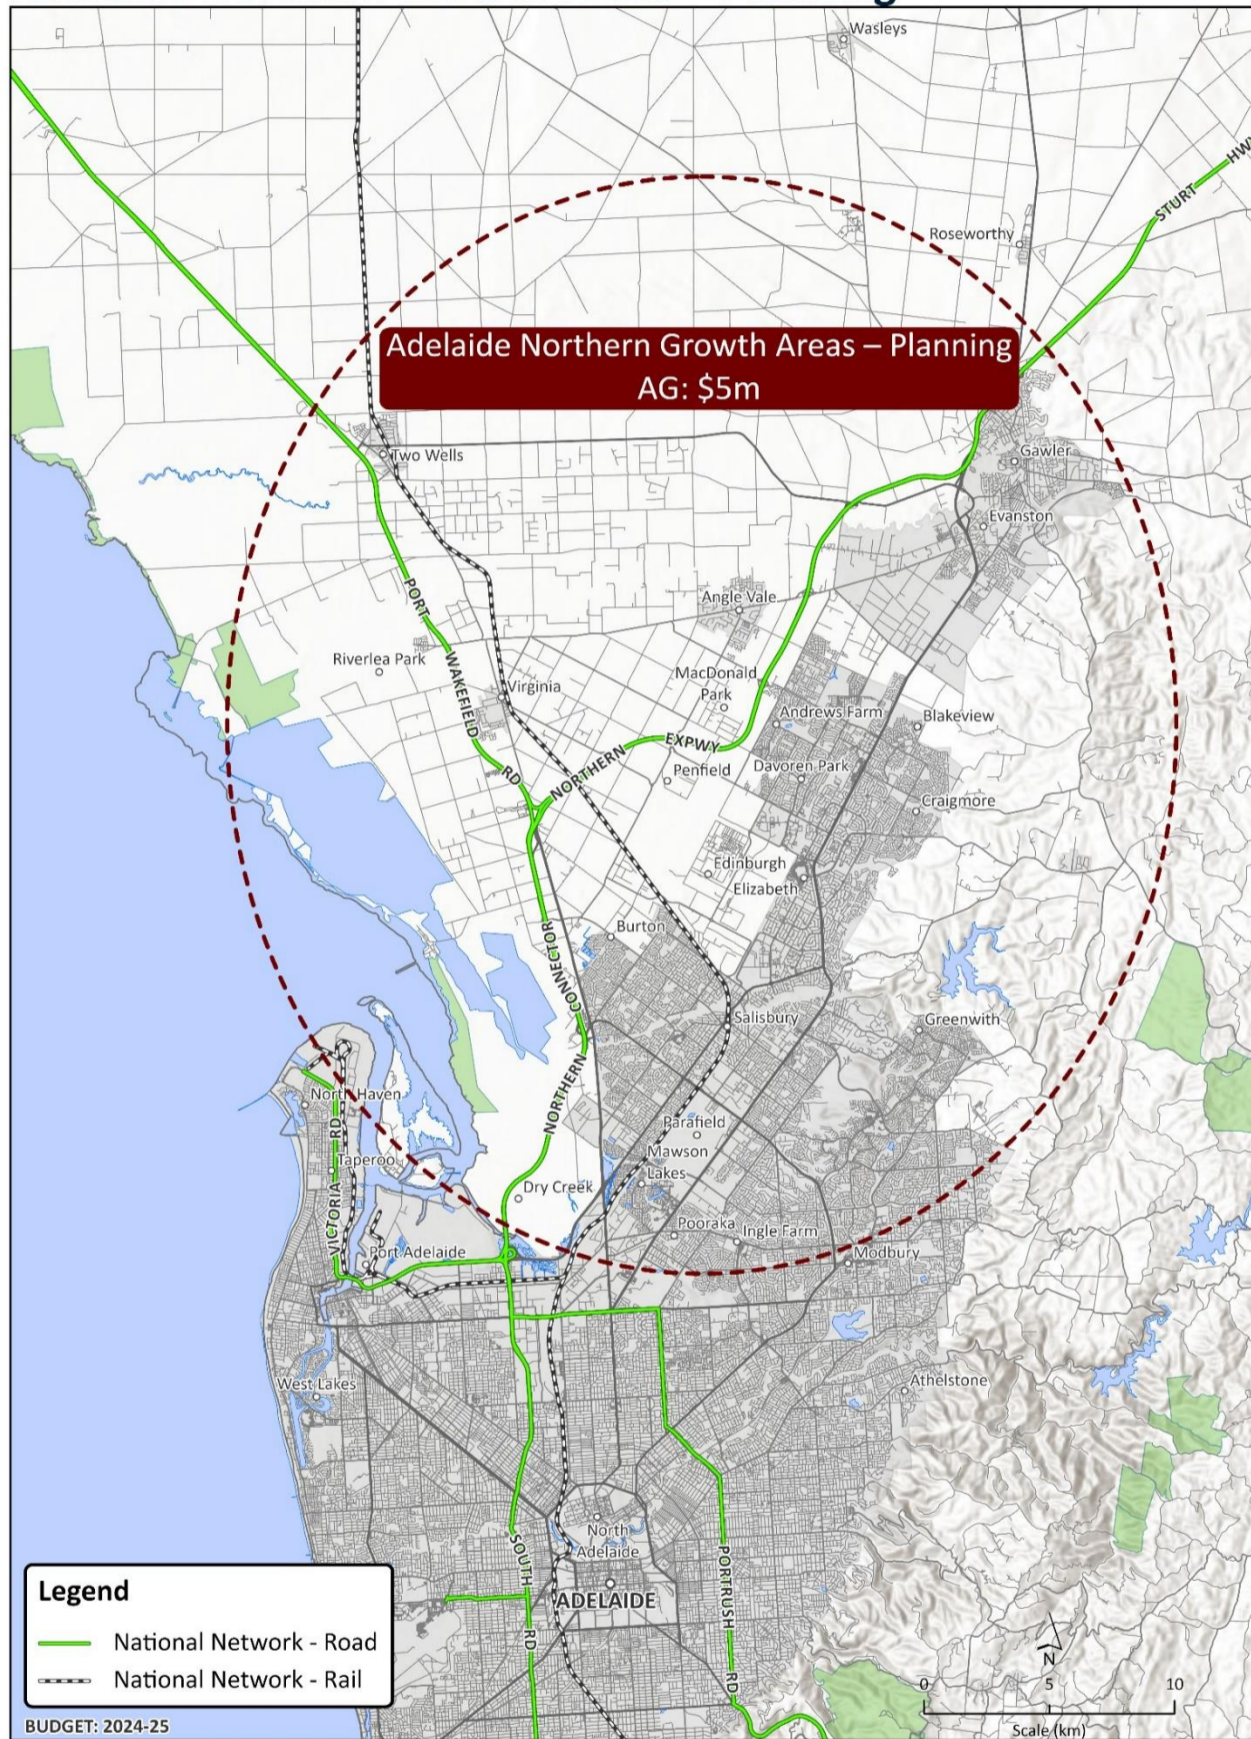 Wasleys
STURT HWY
Roseworthy
Adelaide Northern Growth Areas – Planning
AG: $5m
Two Wells
Gawler
Evanston
PORT WAKEFIELD RD
Angle Vale
Riverlea Park
MacDonald
Park
Virginia
Andrews Farm
Blakeview
NORTHERN EXPWY
Penfield
Davoren Park
Craigmore
Edinburgh
Elizabeth
Burton
NORTHERN CONNECTOR
Salisbury
Greenwith
North Haven
Parafield
Mawson
Lakes
Taperoo
VICTORIA RD
Dry Creek
Pooraka
Ingle Farm
Port Adelaide
Modbury
West Lakes
Athelstone
North
Adelaide
SOUTH RD
PORTRUSH RD
ADELAIDE
Legend
National Network - Road
National Network - Rail
N
0 5 10
Scale (km)
BUDGET: 2024-25